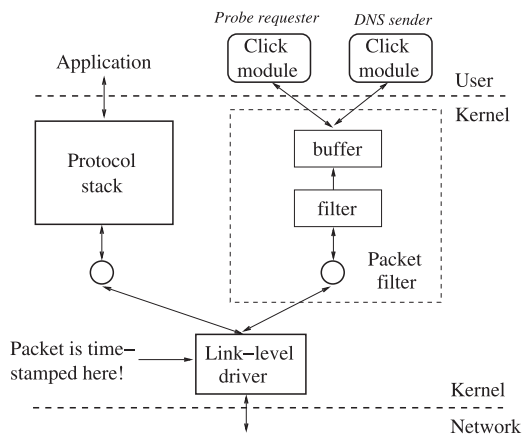 Probe requester
DNS sender
Click
module
Click
module
Application
User
Kernel
Protocol
stack
buffer
filter
Packet
filter
Packet is time-
stamped here!
Link-level
driver
Kernel
Network